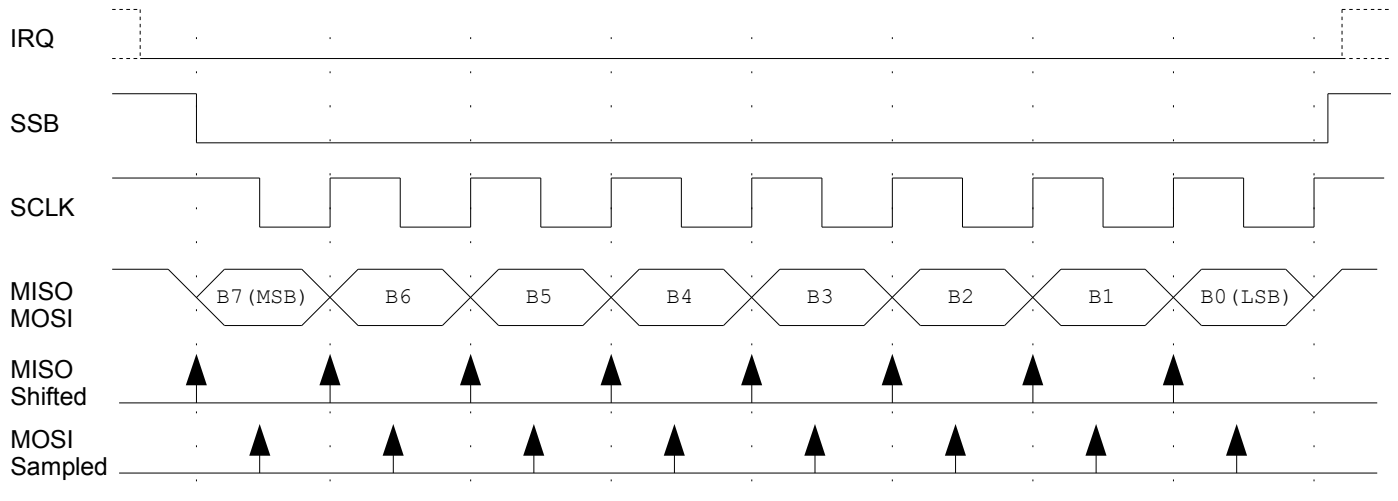 IRQ
SSB
SCLK
MISO
MOSI
B7(MSB) B6 B5 B4 B3 B2 B1 B0(LSB)
MISO
Shifted
MOSI
Sampled